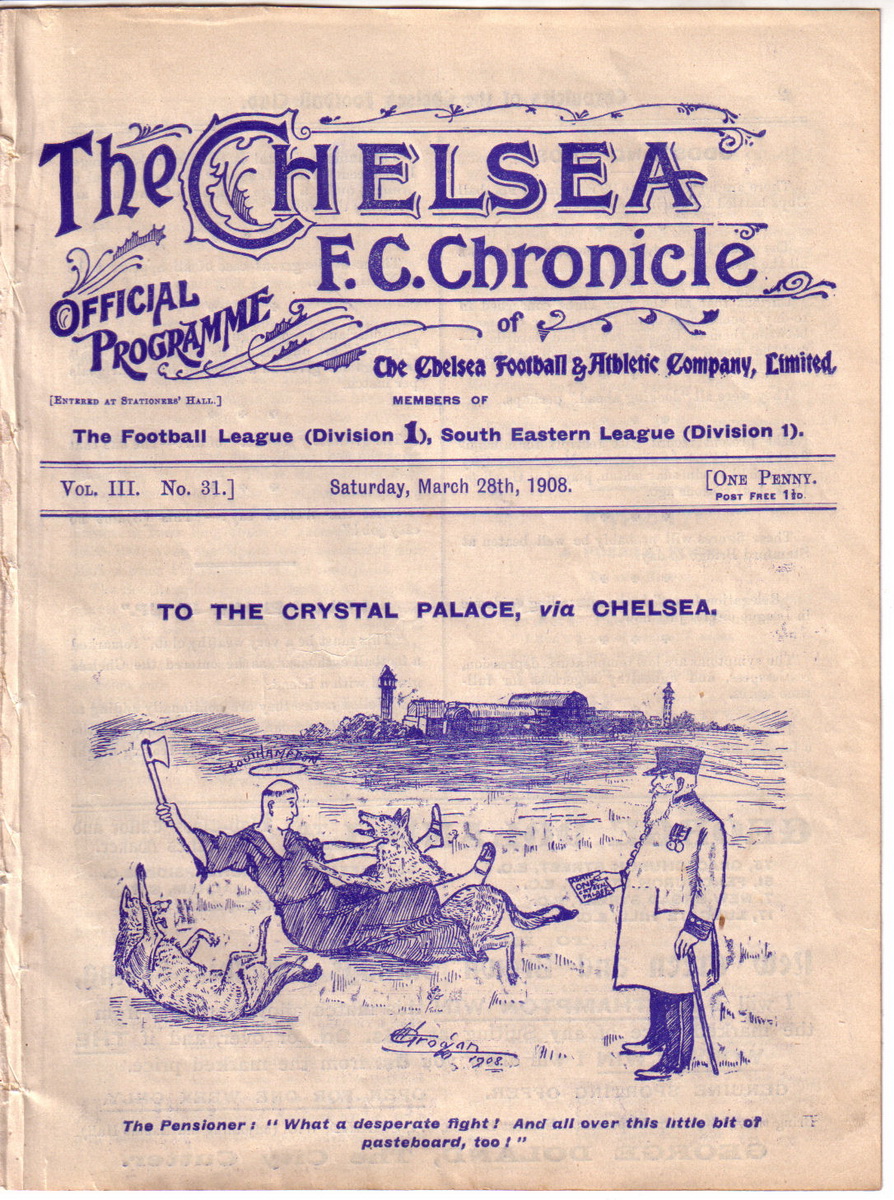 The CHELSEA
F.C. Chronicle
OFFICIAL
PROGRAMME
of
The Chelsea Football & Athletic Company, Limited,
[ENTERED AT STATIONERS' HALL.]
MEMBERS OF
The Football League (Division 1), South Eastern League (Division 1).
VOL. III. No. 31.]
Saturday, March 28th, 1908.
[ONE PENNY.
POST FREE 1½D.
TO THE CRYSTAL PALACE, via CHELSEA.
SOUTHAMPTON
1908.
The Pensioner: "What a desperate fight! And all over this little bit of
pasteboard, too!"